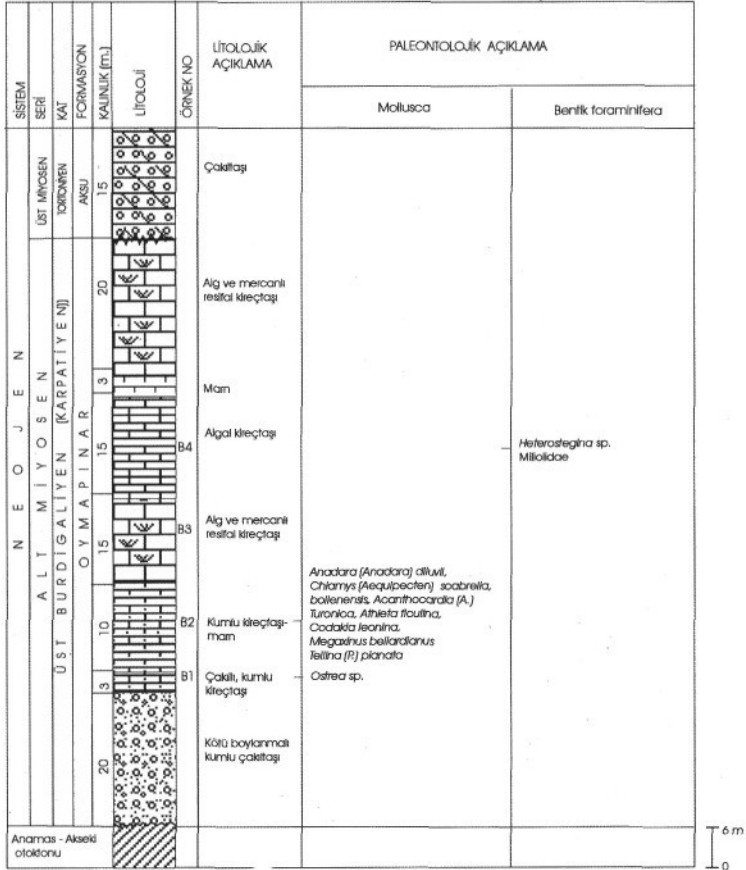 SİSTEM
SERİ
KAT
FORMASYON
KALINLIK (m.)
LİTOLOJİ
ÖRNEK NO
LİTOLOJİK
AÇIKLAMA
PALEONTOLOJİK AÇIKLAMA
Mollusca
Bentik foraminifera
NEOJEN
ÜST MİYOSEN
TORTONİYEN
AKSU
15
Çakıltaşı
ALT MİYOSEN
ÜST BURDİGALİYEN [KARPATİYEN]]
OYMAPINAR
20
Alg ve mercanlı
resifal kireçtaşı
3
Marn
15
B4
Algal kireçtaşı
Heterostegina sp.
Miliolidae
15
B3
Alg ve mercanlı
resifal kireçtaşı
10
B2
Kumlu kireçtaşı-
marn
Anadara (Anadara) diluvii,
Chlamys (Aequipecten) scabrella,
bollenensis, Acanthocardia (A.)
Turonica, Athleta ficulina,
Codakia leonina,
Megaxinus bellardianus
Tellina (P.) planata
3
B1
Çakıllı, kumlu
kireçtaşı
Ostrea sp.
20
Kötü boylanmalı
kumlu çakıltaşı
Anamas - Akseki
otoktonu
6 m
0